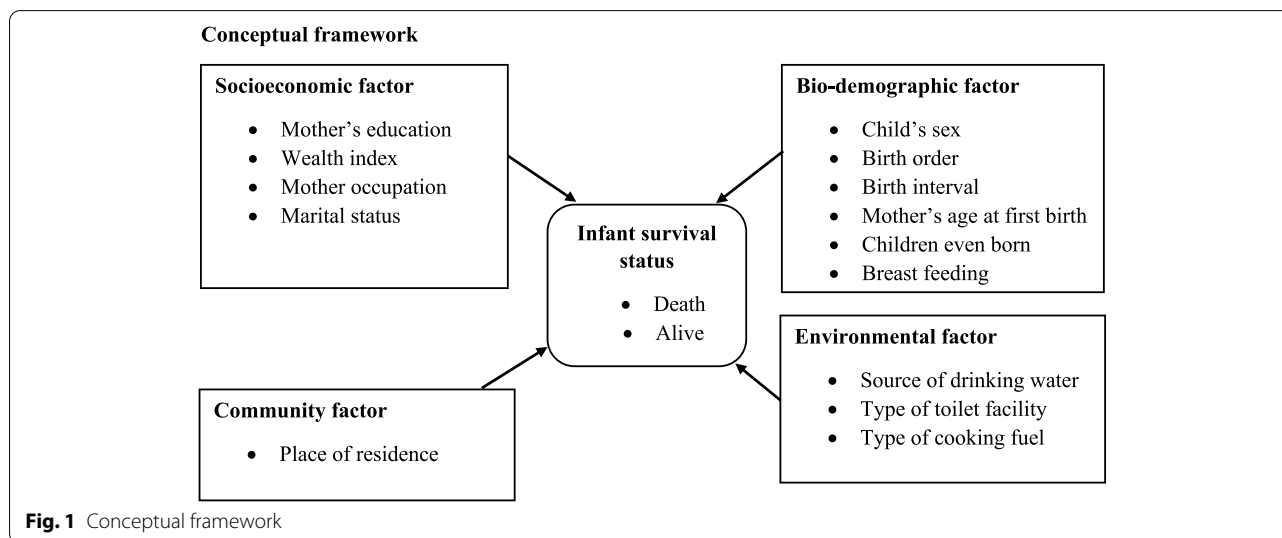 Conceptual framework
Socioeconomic factor
• Mother's education
• Wealth index
• Mother occupation
• Marital status
Bio-demographic factor
• Child's sex
• Birth order
• Birth interval
• Mother's age at first birth
• Children even born
• Breast feeding
Infant survival
status
• Death
• Alive
Community factor
• Place of residence
Environmental factor
• Source of drinking water
• Type of toilet facility
• Type of cooking fuel
Fig. 1 Conceptual framework